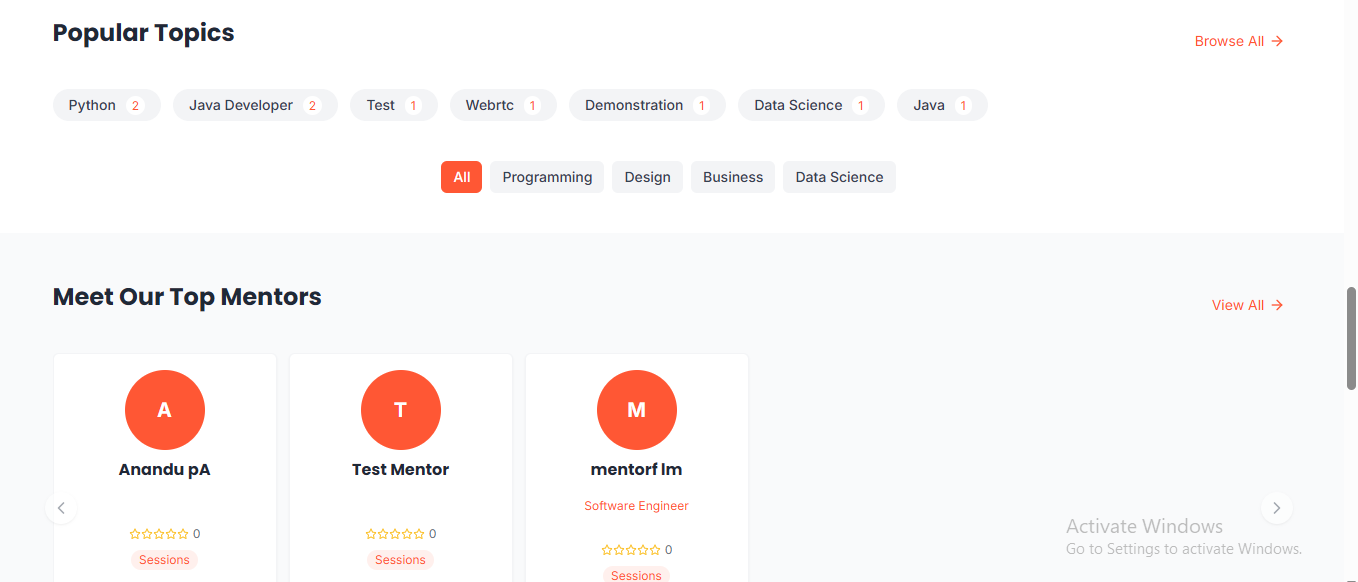 Popular Topics
Browse All →
Python 2 Java Developer 2 Test 1 Webrtc 1 Demonstration 1 Data Science 1 Java 1
All Programming Design Business Data Science
Meet Our Top Mentors
View All →
A T M
Anandu pA Test Mentor mentorf lm
Software Engineer
☆☆☆☆☆ 0 ☆☆☆☆☆ 0
☆☆☆☆☆ 0
Sessions Sessions
Sessions
Activate Windows
Go to Settings to activate Windows.